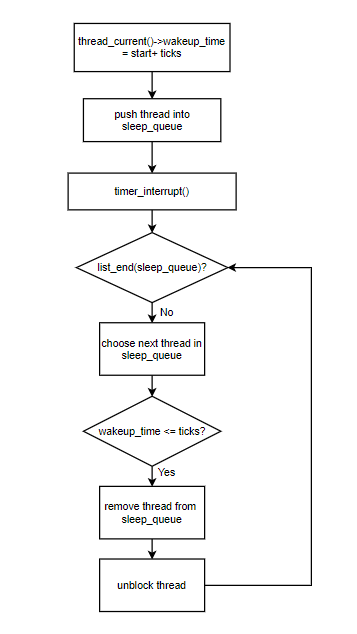 thread_current()->wakeup_time
= start+ ticks
push thread into
sleep_queue
timer_interrupt()
list_end(sleep_queue)?
No
choose next thread in
sleep_queue
wakeup_time <= ticks?
Yes
remove thread from
sleep_queue
unblock thread